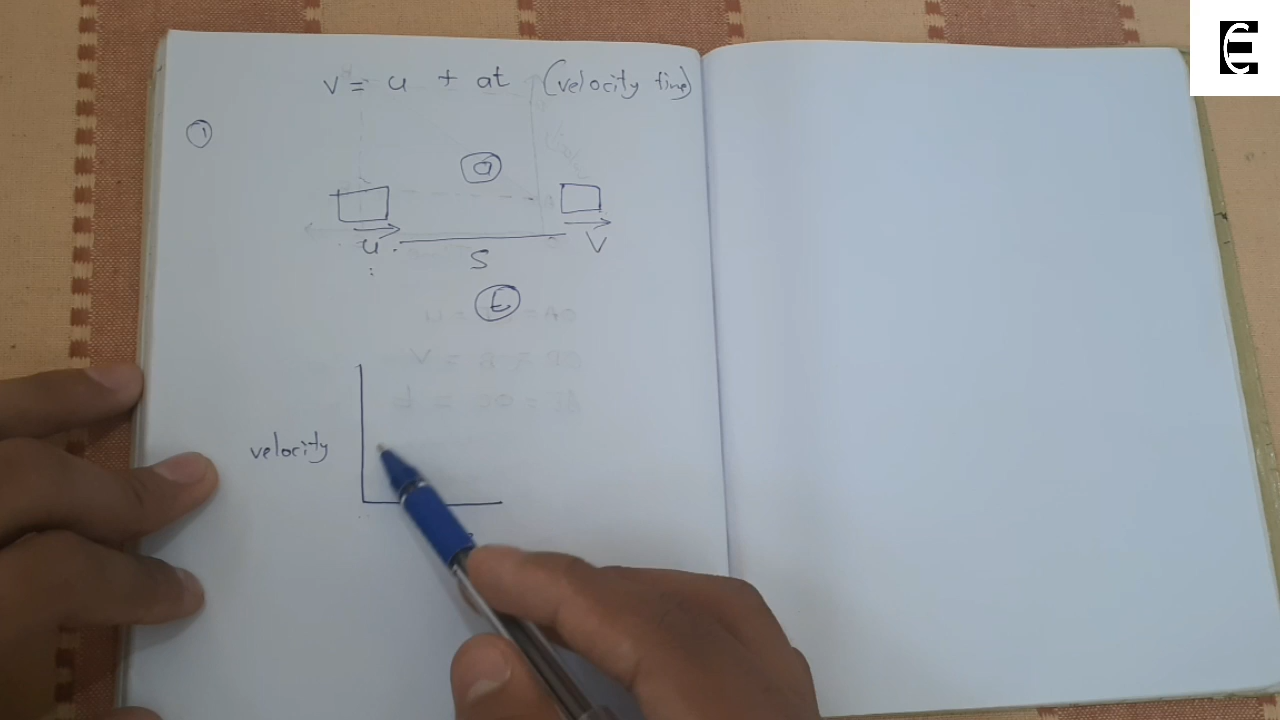 v = u + at (velocity time)
1
a
u v
S
t
velocity
E